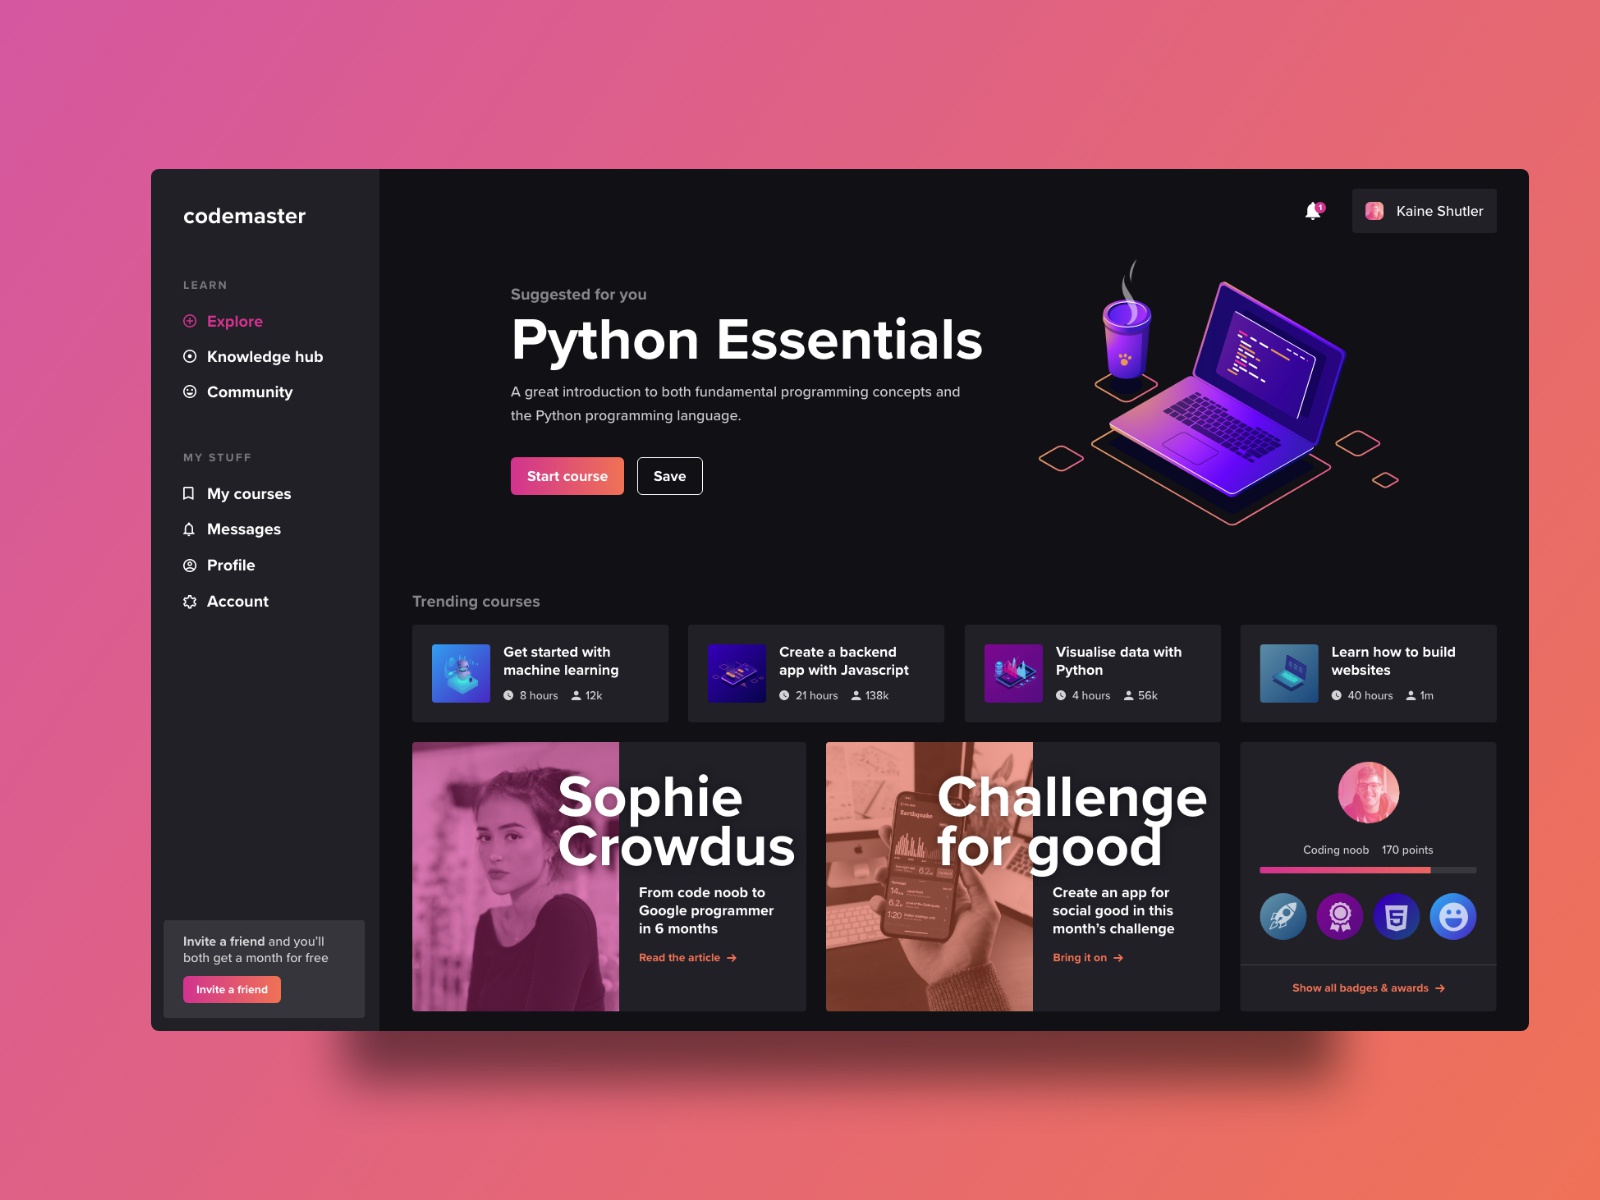 codemaster
LEARN
Explore
Knowledge hub
Community
MY STUFF
My courses
Messages
Profile
Account
Invite a friend and you'll
both get a month for free
Invite a friend
1
Kaine Shutler
Suggested for you
Python Essentials
A great introduction to both fundamental programming concepts and
the Python programming language.
Start course
Save
Trending courses
Get started with
machine learning
8 hours 12k
Create a backend
app with Javascript
21 hours 138k
Visualise data with
Python
4 hours 56k
Learn how to build
websites
40 hours 1m
Sophie
Crowdus
From code noob to
Google programmer
in 6 months
Read the article
Earthquake
Challenge
for good
Create an app for
social good in this
month's challenge
Bring it on
Coding noob 170 points
5
Show all badges & awards